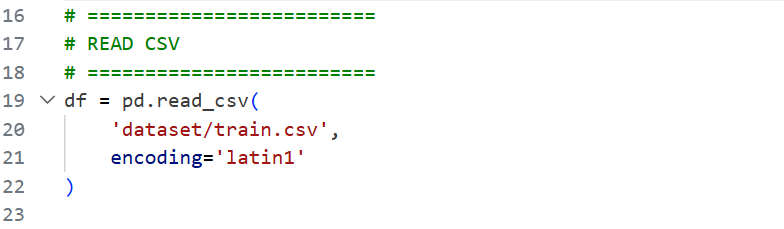 16 # =========================
17 # READ CSV
18 # =========================
19 df = pd.read_csv(
20     'dataset/train.csv',
21     encoding='latin1'
22 )
23